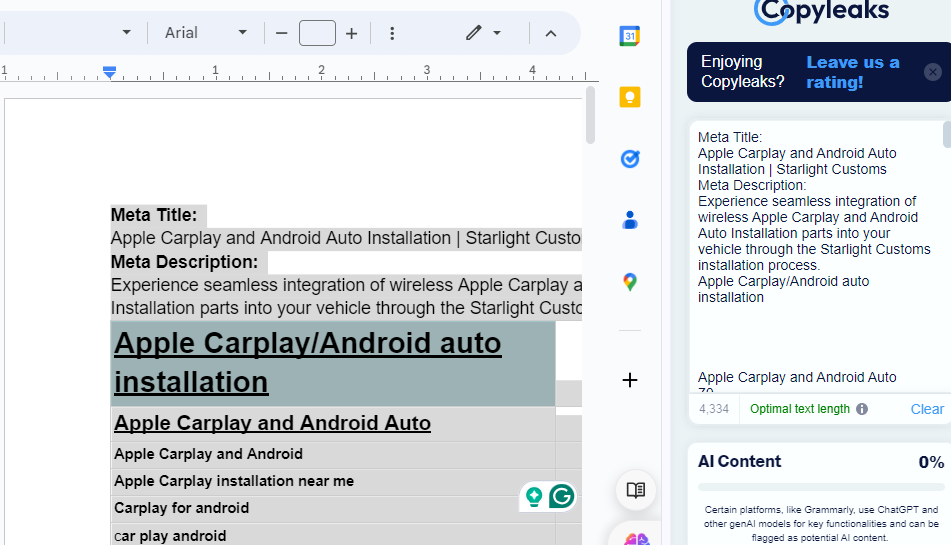 Arial
1
1
2
3
4
31
Meta Title:
Apple Carplay and Android Auto Installation | Starlight Custo
Meta Description:
Experience seamless integration of wireless Apple Carplay a
Installation parts into your vehicle through the Starlight Custo
Apple Carplay/Android auto
installation
Apple Carplay and Android Auto
Apple Carplay and Android
Apple Carplay installation near me
Carplay for android
car play android
Copyleaks
Enjoying
Copyleaks?
Leave us a
rating!
Meta Title:
Apple Carplay and Android Auto
Installation | Starlight Customs
Meta Description:
Experience seamless integration of
wireless Apple Carplay and Android
Auto Installation parts into your
vehicle through the Starlight Customs
installation process.
Apple Carplay/Android auto
installation
Apple Carplay and Android Auto
4,334
Optimal text length
Clear
AI Content
0%
Certain platforms, like Grammarly, use ChatGPT and
other genAI models for key functionalities and can be
flagged as potential AI content.